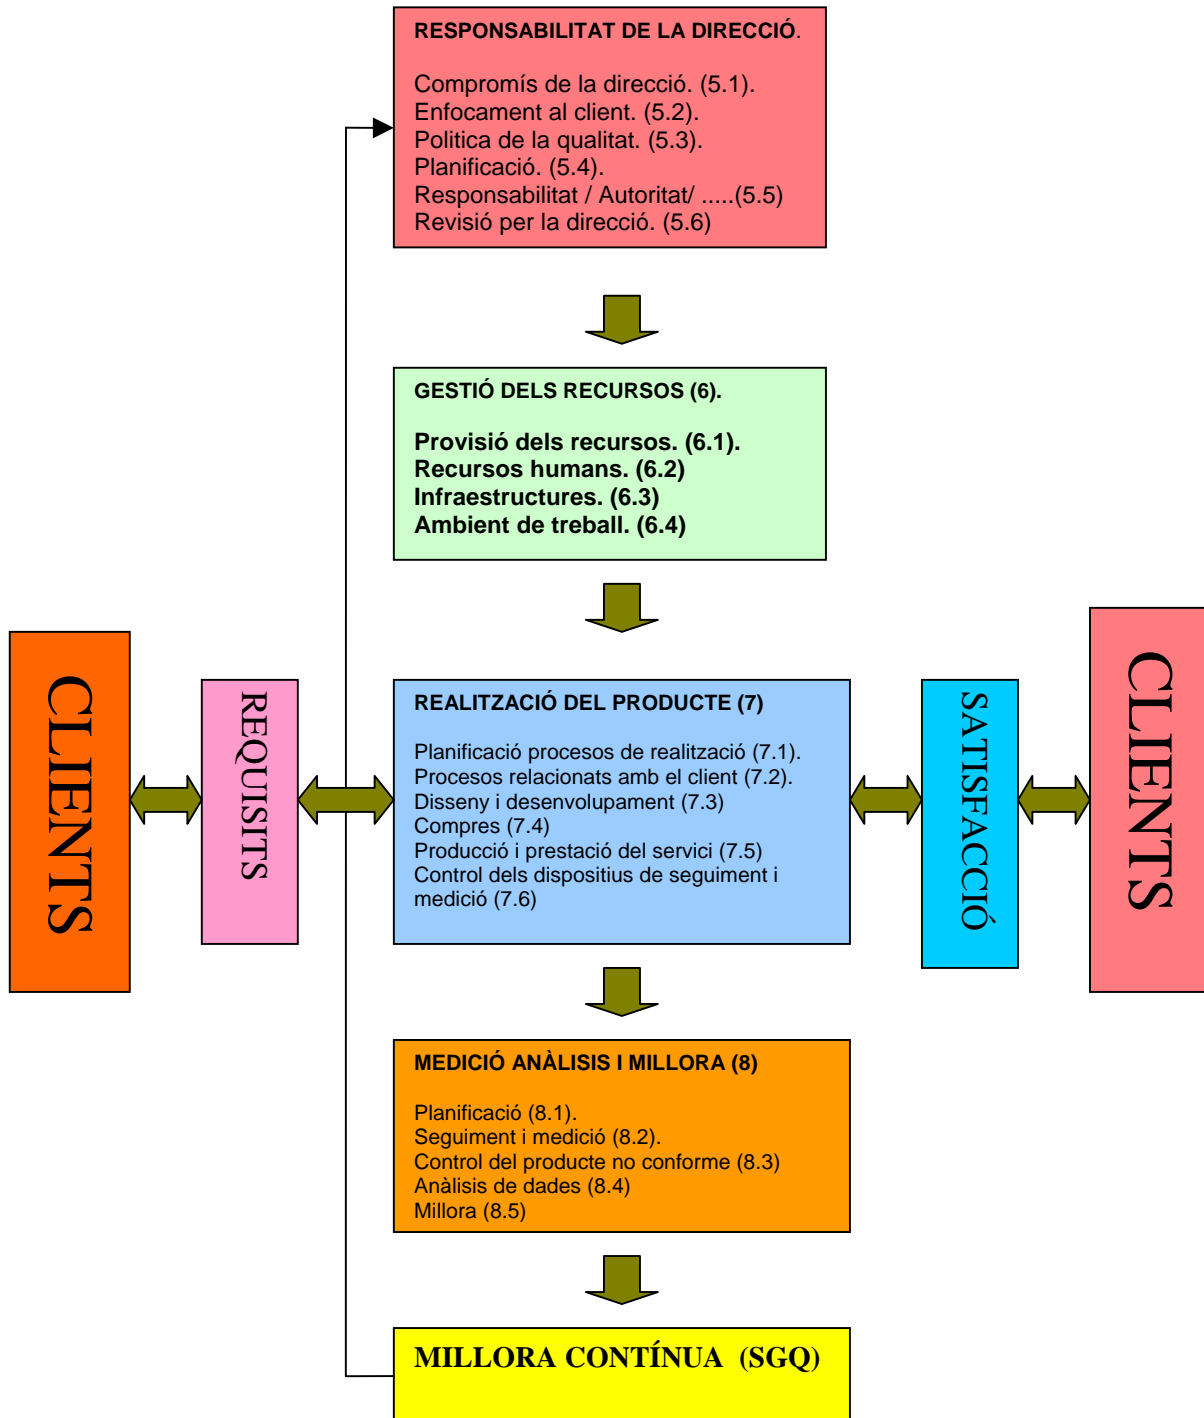 RESPONSABILITAT DE LA DIRECCIÓ.
Compromís de la direcció. (5.1).
Enfocament al client. (5.2).
Politica de la qualitat. (5.3).
Planificació. (5.4).
Responsabilitat / Autoritat/ .....(5.5)
Revisió per la direcció. (5.6)
GESTIÓ DELS RECURSOS (6).
Provisió dels recursos. (6.1).
Recursos humans. (6.2)
Infraestructures. (6.3)
Ambient de treball. (6.4)
CLIENTS
REQUISITS
REALITZACIÓ DEL PRODUCTE (7)
Planificació procesos de realització (7.1).
Procesos relacionats amb el client (7.2).
Disseny i desenvolupament (7.3)
Compres (7.4)
Producció i prestació del servici (7.5)
Control dels dispositius de seguiment i
medició (7.6)
SATISFACCIÓ
CLIENTS
MEDICIÓ ANÀLISIS I MILLORA (8)
Planificació (8.1).
Seguiment i medició (8.2).
Control del producte no conforme (8.3)
Anàlisis de dades (8.4)
Millora (8.5)
MILLORA CONTÍNUA (SGQ)